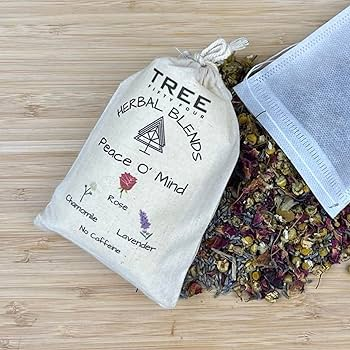 TREE
FIFTY FOUR
HERBAL BLENDS
Peace O' Mind
Rose
Chamomile
Lavender
No Caffeine